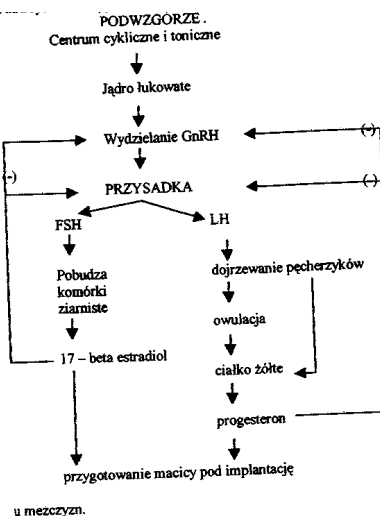 PODWZGÓRZE .
Centrum cykliczne i toniczne
Jądro łukowate
Wydzielanie GnRH
(-)
(-)
PRZYSADKA
(-)
FSH
LH
Pobudza
komórki
ziarniste
dojrzewanie pęcherzyków
owulacja
17 – beta estradiol
ciałko żółte
progesteron
przygotowanie macicy pod implantację
u mezczyzn.